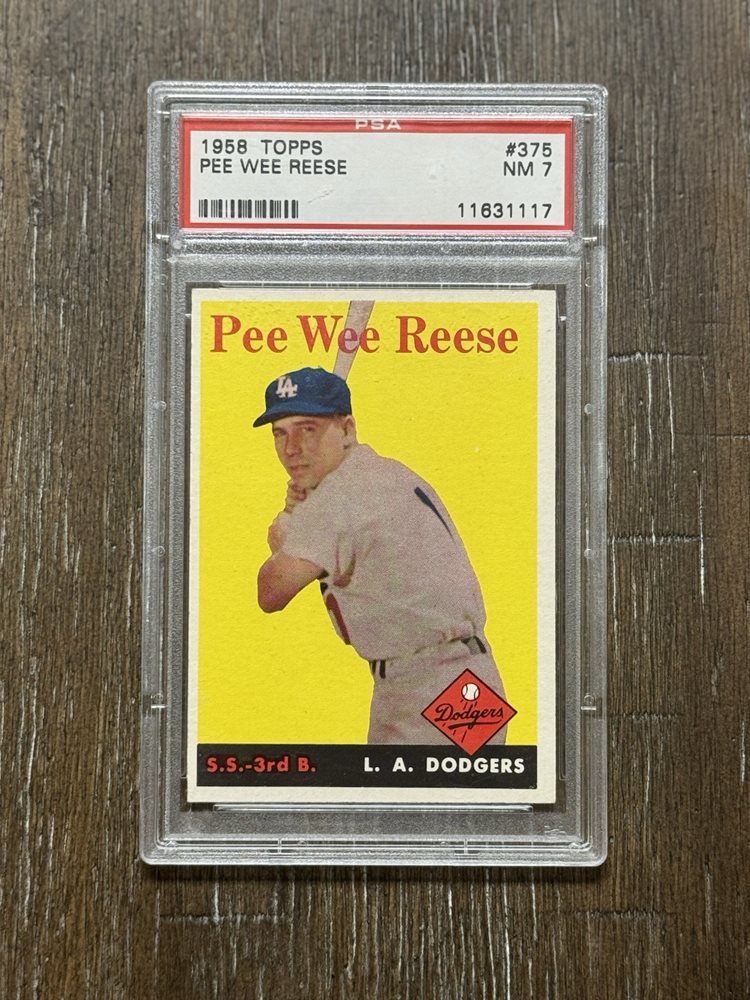 PSA
1958 TOPPS #375
PEE WEE REESE NM 7
11631117
Pee Wee Reese
LA
Dodgers
S.S.-3rd B. L. A. DODGERS